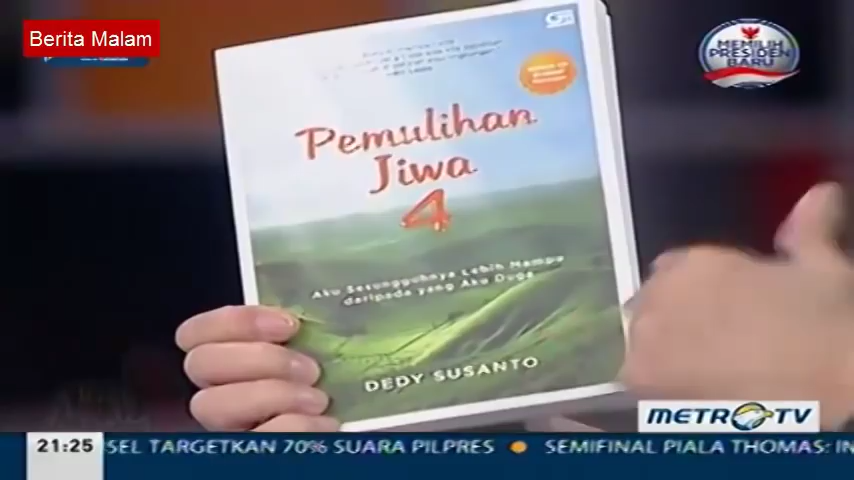 Berita Malam
MEMILIH
PRESIDEN
BARU
Pemulihan
Jiwa
4
Aku Sesungguhnya Lebih Mampu
daripada yang Aku Duga
DEDY SUSANTO
METRO TV
21:25 SEL TARGETKAN 70% SUARA PILPRES SEMIFINAL PIALA THOMAS: IN